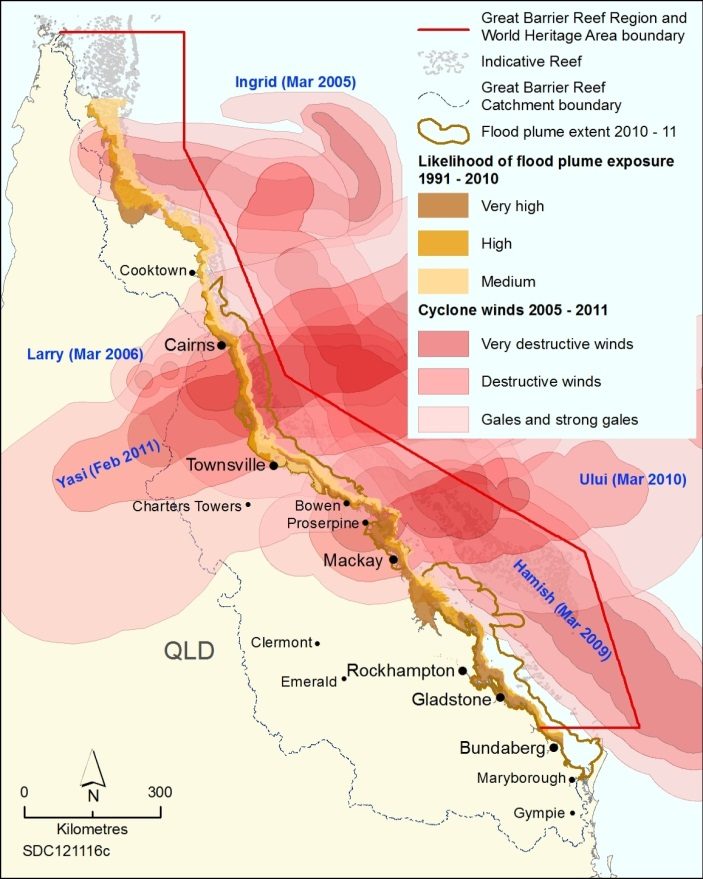 Great Barrier Reef Region and
World Heritage Area boundary
Indicative Reef
Great Barrier Reef
Catchment boundary
Flood plume extent 2010 - 11
Likelihood of flood plume exposure
1991 - 2010
Very high
High
Medium
Cyclone winds 2005 - 2011
Very destructive winds
Destructive winds
Gales and strong gales
Ingrid (Mar 2005)
Cooktown
Larry (Mar 2006)
Cairns
Yasi (Feb 2011)
Townsville
Ului (Mar 2010)
Charters Towers
Bowen
Proserpine
Mackay
Hamish (Mar 2009)
QLD
Clermont
Emerald
Rockhampton
Gladstone
Bundaberg
Maryborough
Gympie
0 300
N
Kilometres
SDC121116c